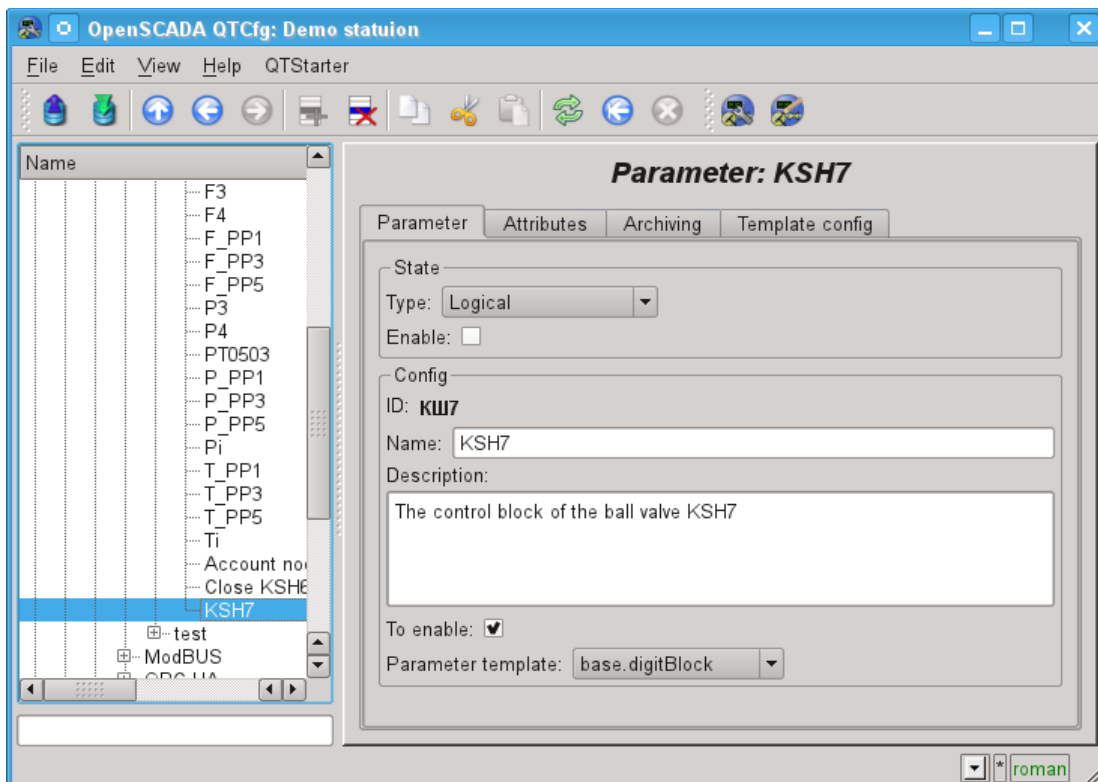 OpenSCADA QTCfg: Demo statuion
File Edit View Help QTStarter
Name
F3
F4
F_PP1
F_PP3
F_PP5
P3
P4
PT0503
P_PP1
P_PP3
P_PP5
Pi
T_PP1
T_PP3
T_PP5
Ti
Account
Close KSH6
KSH7
test
ModBUS
Parameter: KSH7
Parameter Attributes Archiving Template config
State
Type: Logical
Enable:
Config
ID: КШ7
Name: KSH7
Description:
The control block of the ball valve KSH7
To enable:
Parameter template: base.digitBlock
* roman